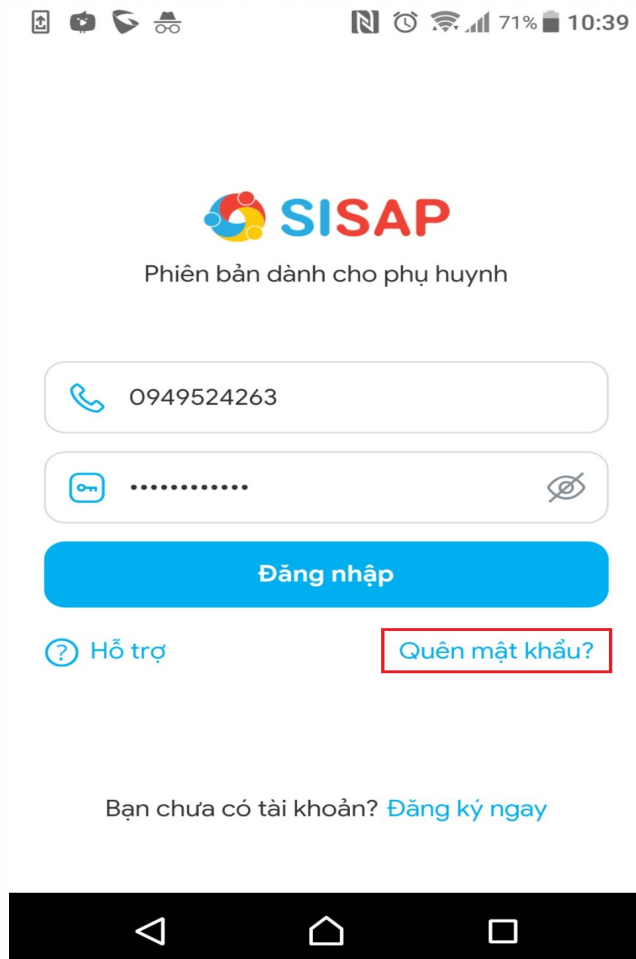 71% 10:39
SISAP
Phiên bản dành cho phụ huynh
0949524263
••••••••••••
Đăng nhập
? Hỗ trợ Quên mật khẩu?
Bạn chưa có tài khoản? Đăng ký ngay